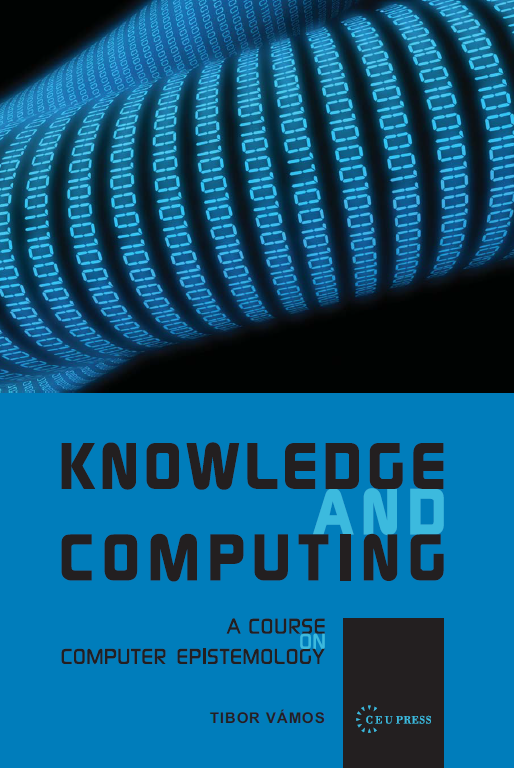 KNOWLEDGE
AND
COMPUTING
A COURSE
ON
COMPUTER EPISTEMOLOGY
TIBOR VÁMOS
CEU PRESS